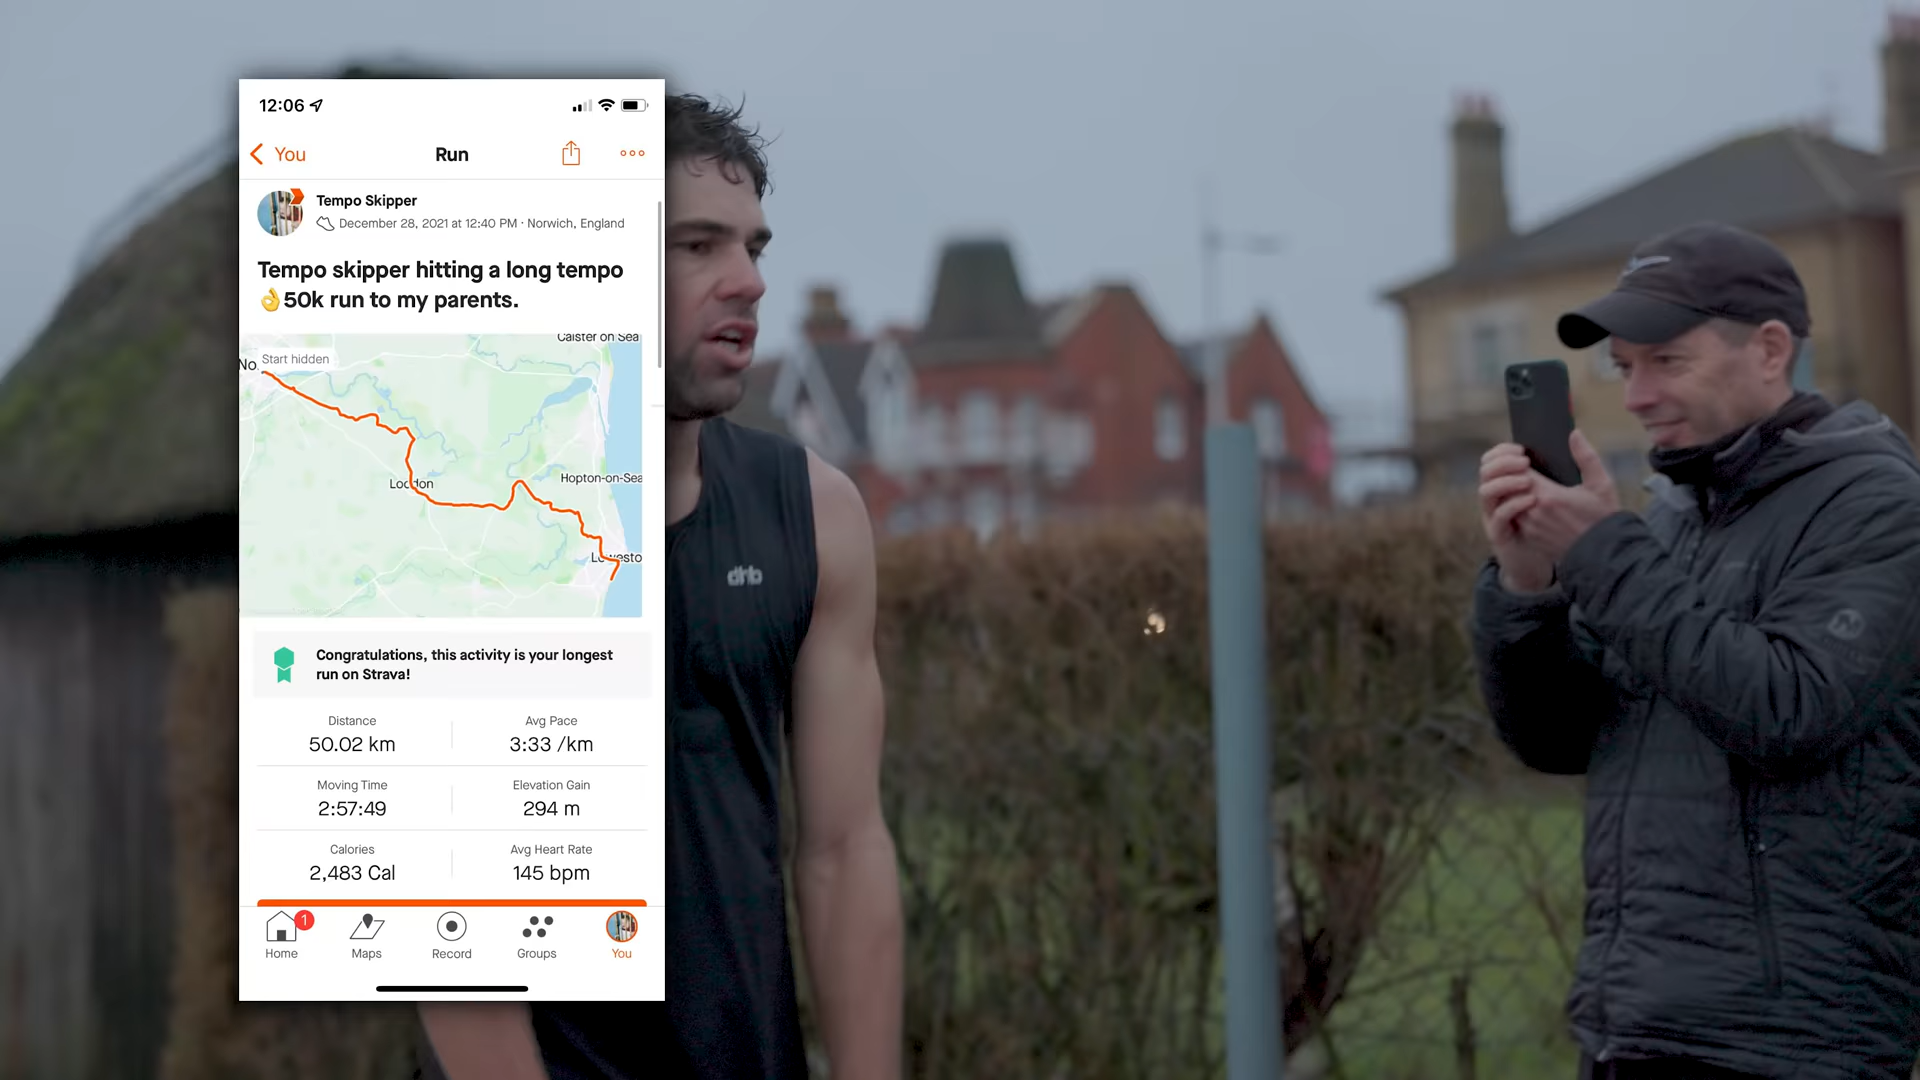 12:06
You
Run
Tempo Skipper
December 28, 2021 at 12:40 PM · Norwich, England
Tempo skipper hitting a long tempo
👌50k run to my parents.
Caister on Sea
No.
Start hidden
Hopton-on-Sea
Loddon
Lowesto
Congratulations, this activity is your longest
run on Strava!
Distance
Avg Pace
50.02 km
3:33 /km
Moving Time
Elevation Gain
2:57:49
294 m
Calories
Avg Heart Rate
2,483 Cal
145 bpm
1
Home
Maps
Record
Groups
You
dhb